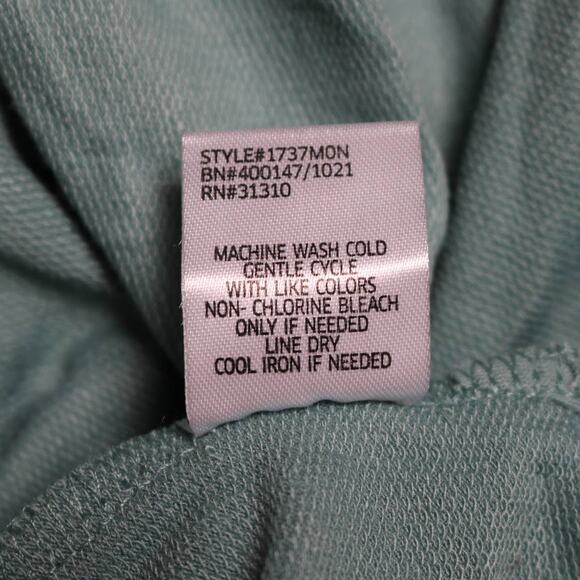 STYLE#1737M0N
BN#400147/1021
RN#31310
MACHINE WASH COLD
GENTLE CYCLE
WITH LIKE COLORS
NON- CHLORINE BLEACH
ONLY IF NEEDED
LINE DRY
COOL IRON IF NEEDED